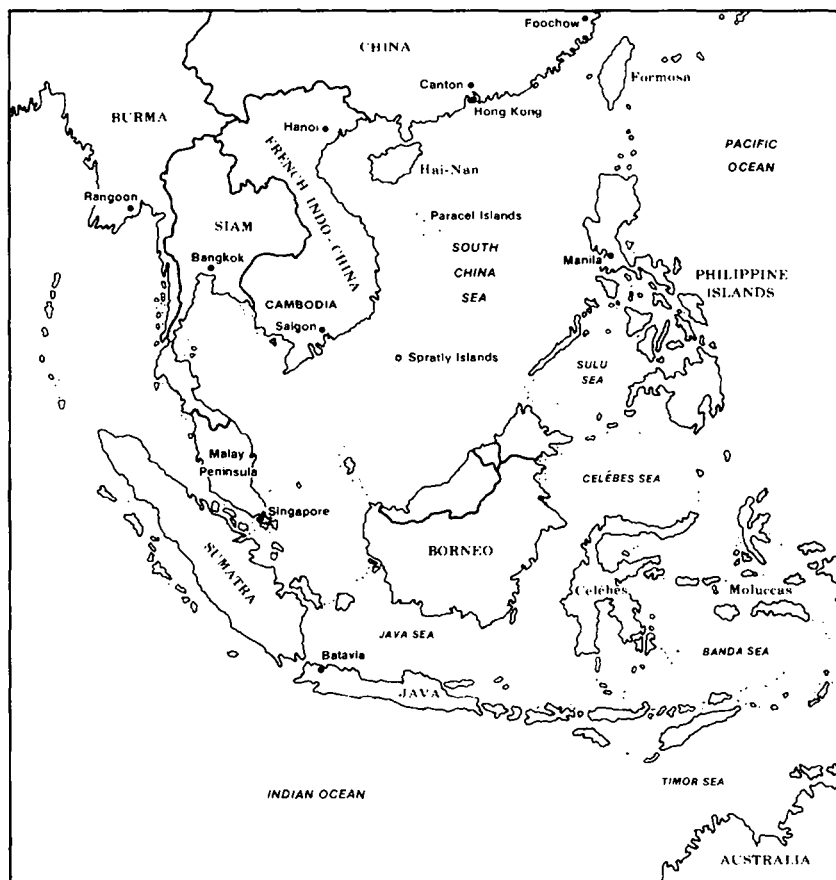 Foochow
CHINA
Formosa
Canton
Hong Kong
BURMA
Hanoi
PACIFIC
OCEAN
FRENCH INDO-CHINA
Hai-Nan
Rangoon
SIAM
Paracel Islands
SOUTH
CHINA
SEA
Bangkok
Manila
PHILIPPINE
ISLANDS
CAMBODIA
Saigon
Spratly Islands
SULU
SEA
Malay
Peninsula
CELÉBES SEA
Singapore
SUMATRA
BORNEO
Celébés
Moluccas
JAVA SEA
Batavia
BANDA SEA
JAVA
TIMOR SEA
INDIAN OCEAN
AUSTRALIA